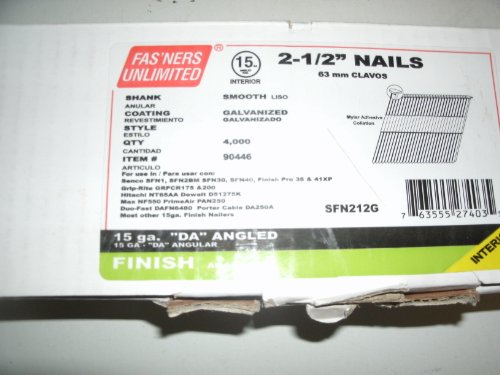 FAS'NERS
UNLIMITED
®
15 GA
INTERIOR
2-1/2" NAILS
63 mm CLAVOS
SHANK SMOOTH LISO
ANULAR
COATING GALVANIZED
REVESTIMIENTO GALVANIZADO
STYLE
ESTILO
QTY 4,000
CANTIDAD
ITEM # 90446
ARTICULO
Mylar Adhesive
Collation
For use in / Para usar con:
Senco SFN1, SFN2BM SFN30, SFN40, Finish Pro 35 & 41XP
Grip-Rite GRFCR175 &200
Hitachi NT65AA Dewalt D51275K
Max NF550 PrimeAir PAN250
Duo-Fast DAFN6480 Porter Cable DA250A
Most other 15ga. Finish Nailers
SFN212G
7 63555 27403
15 ga. "DA" ANGLED
15 GA - "DA" ANGULAR
FINISH
INTERI